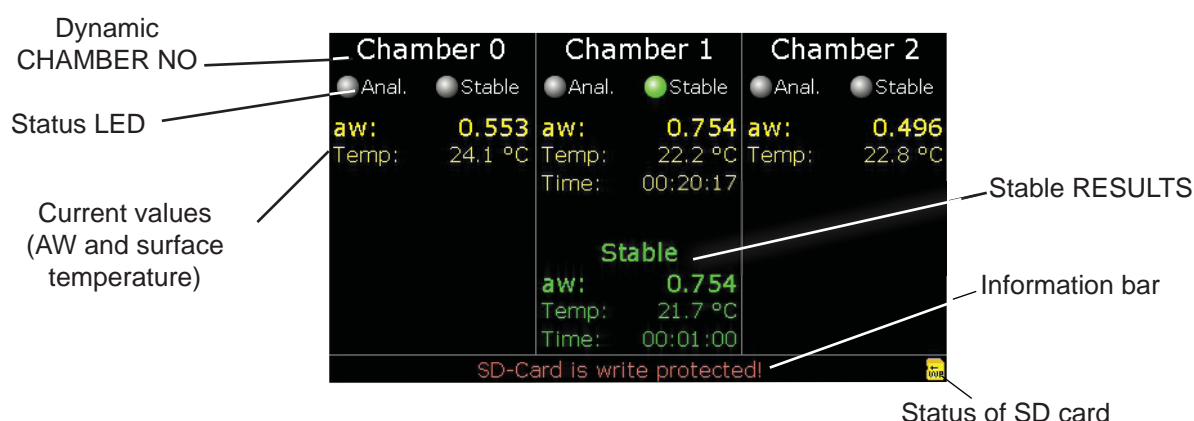 Dynamic
CHAMBER NO
Status LED
Current values
(AW and surface
temperature)
Chamber 0
Anal. Stable
aw: 0.553
Temp: 24.1 °C
Chamber 1
Anal. Stable
aw: 0.754
Temp: 22.2 °C
Time: 00:20:17
Stable
aw: 0.754
Temp: 21.7 °C
Time: 00:01:00
Chamber 2
Anal. Stable
aw: 0.496
Temp: 22.8 °C
SD-Card is write protected!
Stable RESULTS
Information bar
Status of SD card